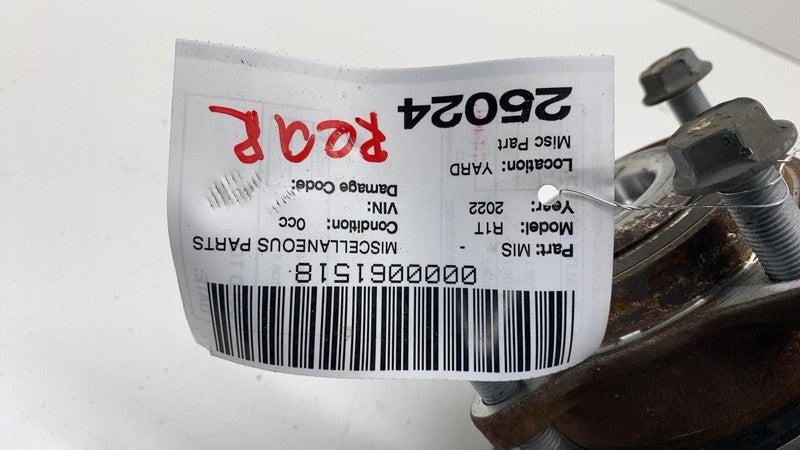 0000061518
Part: MIS - MISCELLANEOUS PARTS
Model: R1T Condition: 0cc
Year: 2022 VIN:
Location: YARD Damage Code:
Misc Part
25024 ReaR